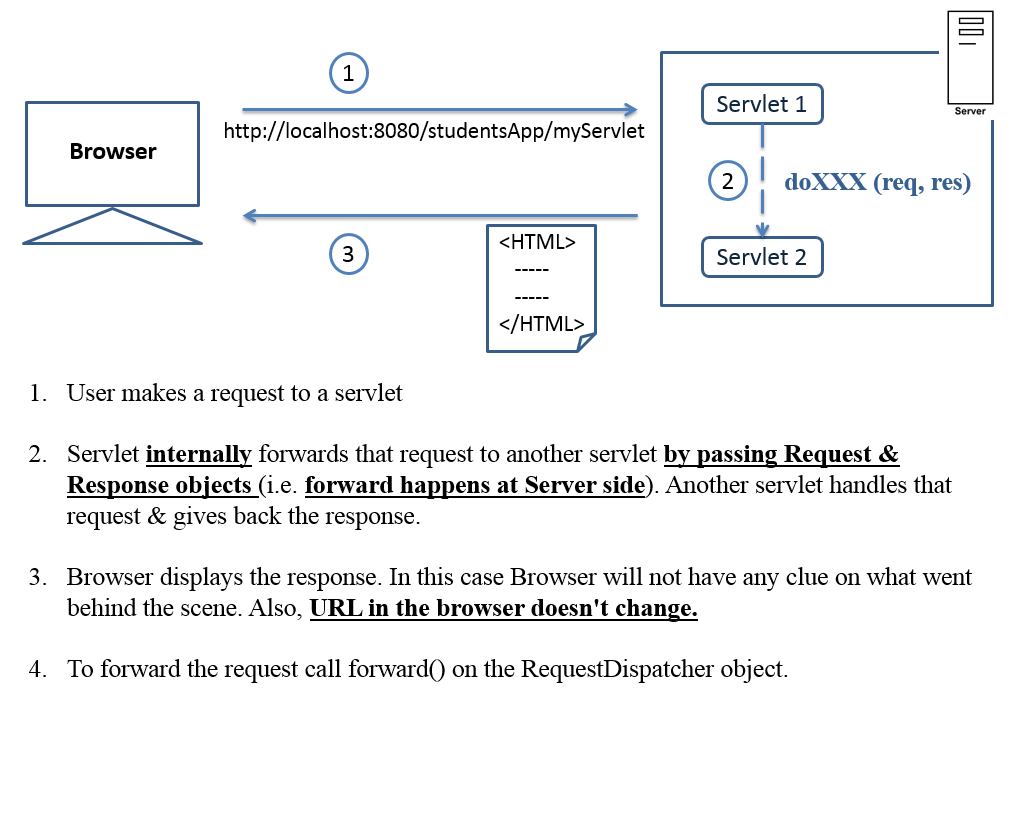 1
http://localhost:8080/studentsApp/myServlet
Browser
Server
Servlet 1
2
doXXX (req, res)
Servlet 2
3
<HTML>
-----
-----
</HTML>
1. User makes a request to a servlet
2. Servlet internally forwards that request to another servlet by passing Request &
Response objects (i.e. forward happens at Server side). Another servlet handles that
request & gives back the response.
3. Browser displays the response. In this case Browser will not have any clue on what went
behind the scene. Also, URL in the browser doesn't change.
4. To forward the request call forward() on the RequestDispatcher object.